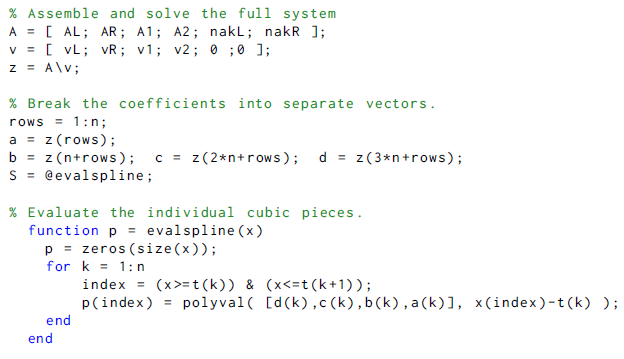 % Assemble and solve the full system
A = [ AL; AR; A1; A2; nakL; nakR ];
v = [ vL; vR; v1; v2; 0 ;0 ];
z = A\v;
% Break the coefficients into separate vectors.
rows = 1:n;
a = z(rows);
b = z(n+rows);  c = z(2*n+rows);  d = z(3*n+rows);
S = @evalspline;
% Evaluate the individual cubic pieces.
function p = evalspline(x)
p = zeros(size(x));
for k = 1:n
index = (x>=t(k)) & (x<=t(k+1));
p(index) = polyval( [d(k),c(k),b(k),a(k)], x(index)-t(k) );
end
end